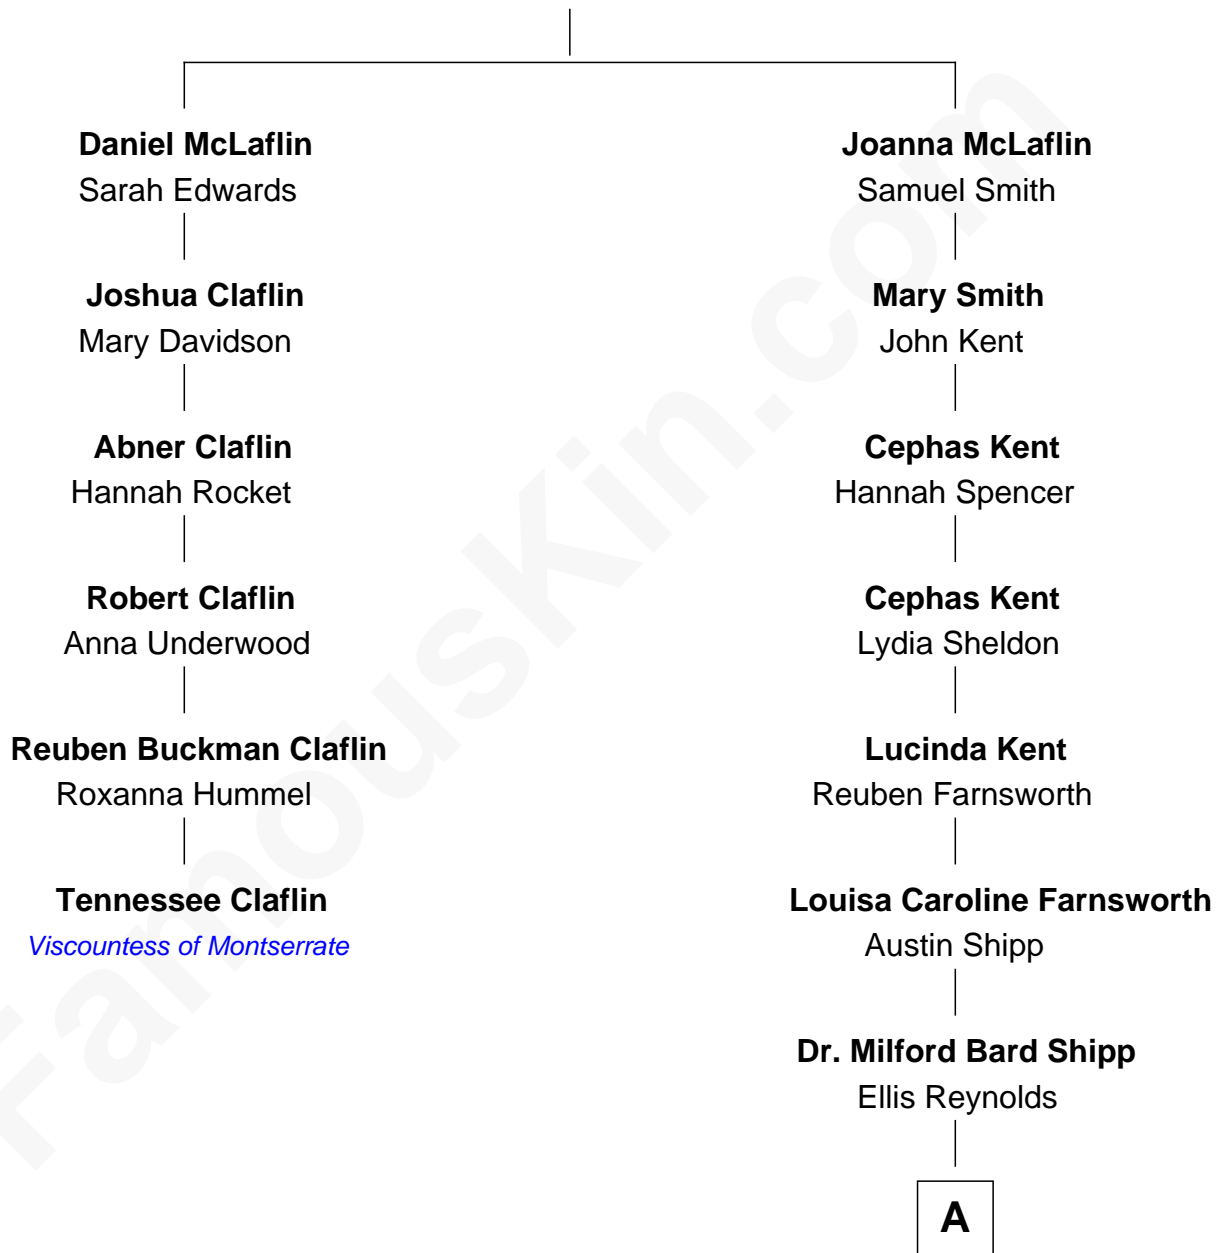 Daniel McLaflin
Sarah Edwards
Joshua Claflin
Mary Davidson
Abner Claflin
Hannah Rocket
Robert Claflin
Anna Underwood
Reuben Buckman Claflin
Roxanna Hummel
Tennessee Claflin
Viscountess of Montserrate
Joanna McLaflin
Samuel Smith
Mary Smith
John Kent
Cephas Kent
Hannah Spencer
Cephas Kent
Lydia Sheldon
Lucinda Kent
Reuben Farnsworth
Louisa Caroline Farnsworth
Austin Shipp
Dr. Milford Bard Shipp
Ellis Reynolds
A
FamousKin.com